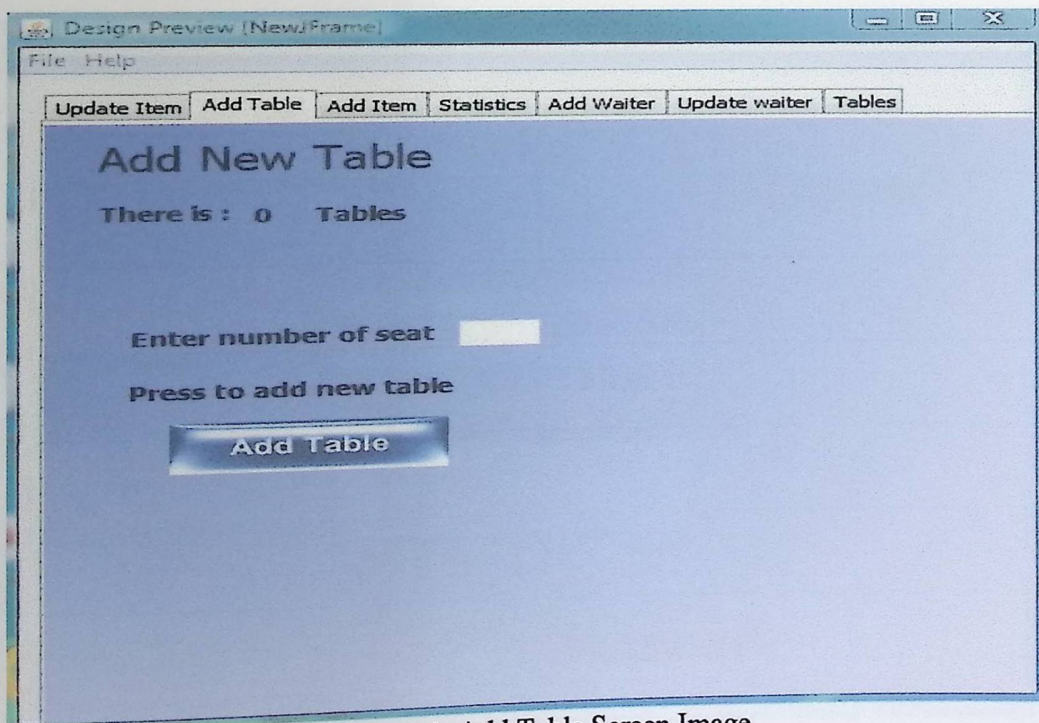 Design Preview [NewJFrame]
File Help
Update Item Add Table Add Item Statistics Add Waiter Update waiter Tables
Add New Table
There is : 0 Tables
Enter number of seat
Press to add new table
Add Table
Add Table Screen Image